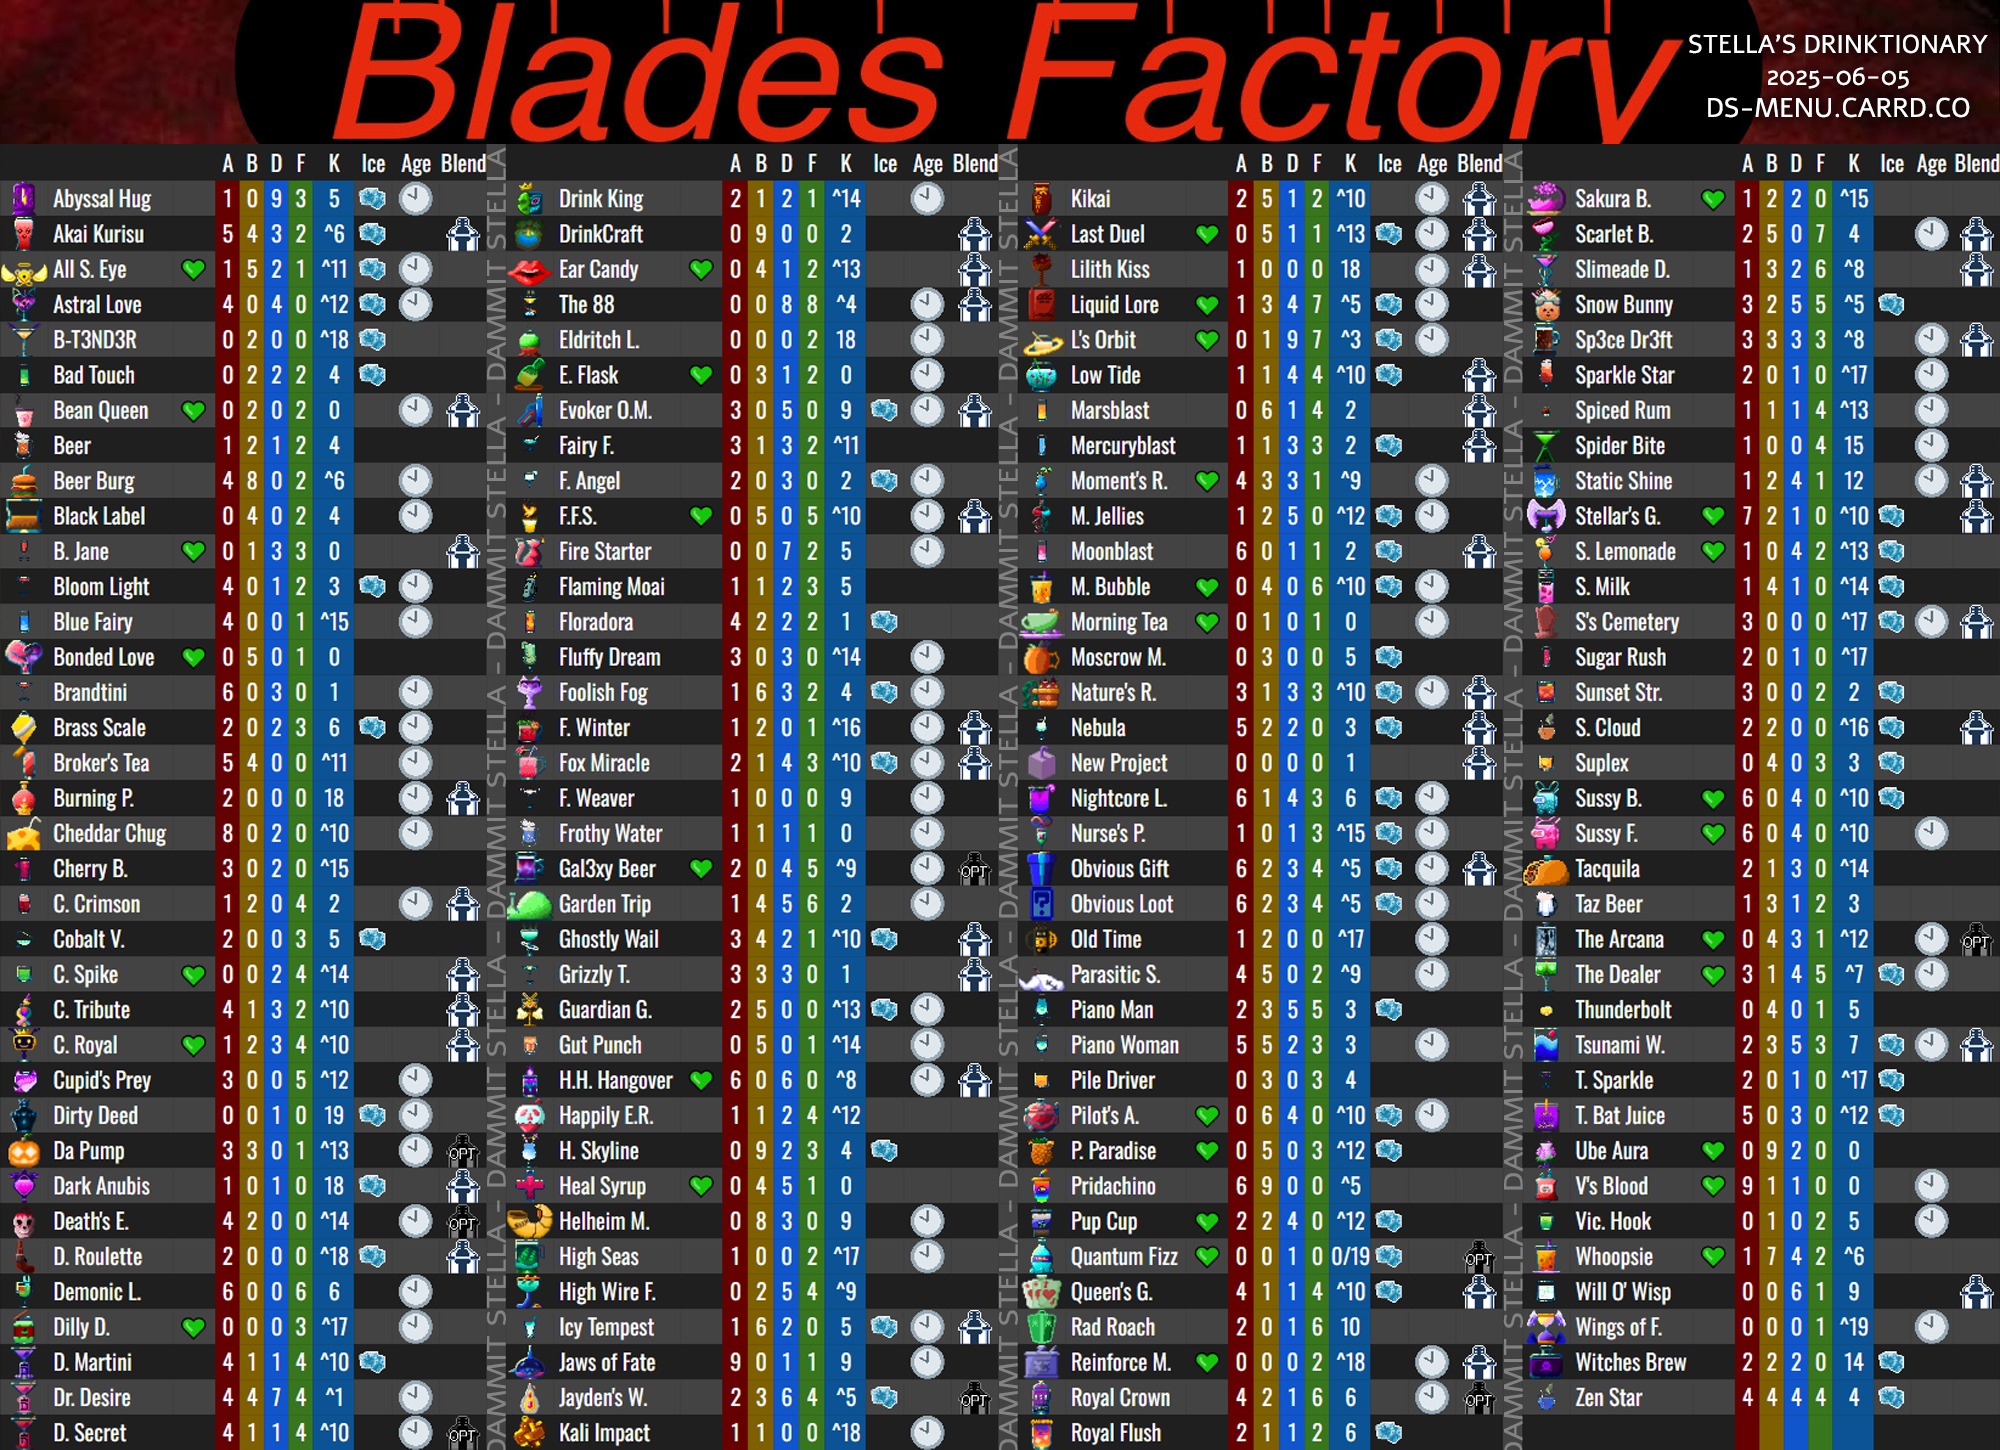 Blades Factory
STELLA'S DRINKTIONARY
2025-06-05
DS-MENU.CARRD.CO
A B D F K Ice Age Blend
Abyssal Hug 1 0 9 3 5
Akai Kurisu 5 4 3 2 ^6
All S. Eye 1 5 2 1 ^11
Astral Love 4 0 4 0 ^12
B-T3ND3R 0 2 0 0 ^18
Bad Touch 0 2 2 2 4
Bean Queen 0 2 0 2 0
Beer 1 2 1 2 4
Beer Burg 4 8 0 2 ^6
Black Label 0 4 0 2 4
B. Jane 0 1 3 3 0
Bloom Light 4 0 1 2 3
Blue Fairy 4 0 0 1 ^15
Bonded Love 0 5 0 1 0
Brandtini 6 0 3 0 1
Brass Scale 2 0 2 3 6
Broker's Tea 5 4 0 0 ^11
Burning P. 2 0 0 0 18
Cheddar Chug 8 0 2 0 ^10
Cherry B. 3 0 2 0 ^15
C. Crimson 1 2 0 4 2
Cobalt V. 2 0 0 3 5
C. Spike 0 0 2 4 ^14
C. Tribute 4 1 3 2 ^10
C. Royal 1 2 3 4 ^10
Cupid's Prey 3 0 0 5 ^12
Dirty Deed 0 0 1 0 19
Da Pump 3 3 0 1 ^13 OPT
Dark Anubis 1 0 1 0 18
Death's E. 4 2 0 0 ^14 OPT
D. Roulette 2 0 0 0 ^18
Demonic L. 6 0 0 6 6
Dilly D. 0 0 0 3 ^17
D. Martini 4 1 1 4 ^10
Dr. Desire 4 4 7 4 ^1
D. Secret 4 1 1 4 ^10 OPT
DAMMIT STELLA - DAMMIT STELLA - DAMMIT STELLA - DAMMIT STELLA
A B D F K Ice Age Blend
Drink King 2 1 2 1 ^14
DrinkCraft 0 9 0 0 2
Ear Candy 0 4 1 2 ^13
The 88 0 0 8 8 ^4
Eldritch L. 0 0 0 2 18
E. Flask 0 3 1 2 0
Evoker O.M. 3 0 5 0 9
Fairy F. 3 1 3 2 ^11
F. Angel 2 0 3 0 2
F.F.S. 0 5 0 5 ^10
Fire Starter 0 0 7 2 5
Flaming Moai 1 1 2 3 5
Floradora 4 2 2 2 1
Fluffy Dream 3 0 3 0 ^14
Foolish Fog 1 6 3 2 4
F. Winter 1 2 0 1 ^16
Fox Miracle 2 1 4 3 ^10
F. Weaver 1 0 0 0 9
Frothy Water 1 1 1 1 0
Gal3xy Beer 2 0 4 5 ^9 OPT
Garden Trip 1 4 5 6 2
Ghostly Wail 3 4 2 1 ^10
Grizzly T. 3 3 3 0 1
Guardian G. 2 5 0 0 ^13
Gut Punch 0 5 0 1 ^14
H.H. Hangover 6 0 6 0 ^8
Happily E.R. 1 1 2 4 ^12
H. Skyline 0 9 2 3 4
Heal Syrup 0 4 5 1 0
Helheim M. 0 8 3 0 9
High Seas 1 0 0 2 ^17
High Wire F. 0 2 5 4 ^9
Icy Tempest 1 6 2 0 5
Jaws of Fate 9 0 1 1 9
Jayden's W. 2 3 6 4 ^5 OPT
Kali Impact 1 1 0 0 ^18
DAMMIT STELLA - DAMMIT STELLA - DAMMIT STELLA - DAMMIT STELLA
A B D F K Ice Age Blend
Kikai 2 5 1 2 ^10
Last Duel 0 5 1 1 ^13
Lilith Kiss 1 0 0 0 18
Liquid Lore 1 3 4 7 ^5
L's Orbit 0 1 9 7 ^3
Low Tide 1 1 4 4 ^10
Marsblast 0 6 1 4 2
Mercuryblast 1 1 3 3 2
Moment's R. 4 3 3 1 ^9
M. Jellies 1 2 5 0 ^12
Moonblast 6 0 1 1 2
M. Bubble 0 4 0 6 ^10
Morning Tea 0 1 0 1 0
Moscrow M. 0 3 0 0 5
Nature's R. 3 1 3 3 ^10
Nebula 5 2 2 0 3
New Project 0 0 0 0 1
Nightcore L. 6 1 4 3 6
Nurse's P. 1 0 1 3 ^15
Obvious Gift 6 2 3 4 ^5
Obvious Loot 6 2 3 4 ^5
Old Time 1 2 0 0 ^17
Parasitic S. 4 5 0 2 ^9
Piano Man 2 3 5 5 3
Piano Woman 5 5 2 3 3
Pile Driver 0 3 0 3 4
Pilot's A. 0 6 4 0 ^10
P. Paradise 0 5 0 3 ^12
Pridachino 6 9 0 0 ^5
Pup Cup 2 2 4 0 ^12
Quantum Fizz 0 0 1 0 0/19 OPT
Queen's G. 4 1 1 4 ^10
Rad Roach 2 0 1 6 10
Reinforce M. 0 0 0 2 ^18
Royal Crown 4 2 1 6 6 OPT
Royal Flush 2 1 1 2 6
DAMMIT STELLA - DAMMIT STELLA - DAMMIT STELLA - DAMMIT STELLA
A B D F K Ice Age Blend
Sakura B. 1 2 2 0 ^15
Scarlet B. 2 5 0 7 4
Slimeade D. 1 3 2 6 ^8
Snow Bunny 3 2 5 5 ^5
Sp3ce Dr3ft 3 3 3 3 ^8
Sparkle Star 2 0 1 0 ^17
Spiced Rum 1 1 1 4 ^13
Spider Bite 1 0 0 4 15
Static Shine 1 2 4 1 12
Stellar's G. 7 2 1 0 ^10
S. Lemonade 1 0 4 2 ^13
S. Milk 1 4 1 0 ^14
S's Cemetery 3 0 0 0 ^17
Sugar Rush 2 0 1 0 ^17
Sunset Str. 3 0 0 2 2
S. Cloud 2 2 0 0 ^16
Suplex 0 4 0 3 3
Sussy B. 6 0 4 0 ^10
Sussy F. 6 0 4 0 ^10
Tacquila 2 1 3 0 ^14
Taz Beer 1 3 1 2 3
The Arcana 0 4 3 1 ^12 OPT
The Dealer 3 1 4 5 ^7
Thunderbolt 0 4 0 1 5
Tsunami W. 2 3 5 3 7
T. Sparkle 2 0 1 0 ^17
T. Bat Juice 5 0 3 0 ^12
Ube Aura 0 9 2 0 0
V's Blood 9 1 1 0 0
Vic. Hook 0 1 0 2 5
Whoopsie 1 7 4 2 ^6
Will O' Wisp 0 0 6 1 9
Wings of F. 0 0 0 1 ^19
Witches Brew 2 2 2 0 14
Zen Star 4 4 4 4 4